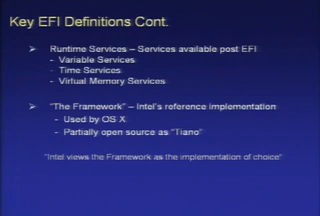 Key EFI Definitions Cont.
➢ Runtime Services – Services available post EFI
- Variable Services
- Time Services
- Virtual Memory Services
➢ "The Framework" – Intel's reference implementation
- Used by OS X
- Partially open source as "Tiano"
"Intel views the Framework as the implementation of choice"